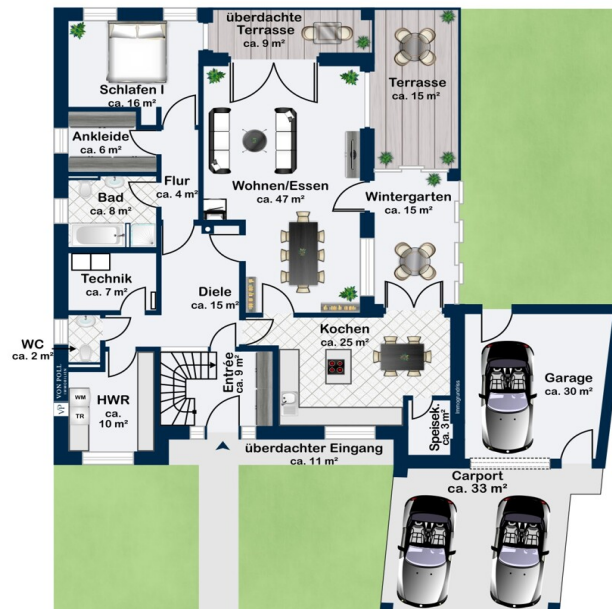 überdachte
Terrasse
ca. 9 m²
Schlafen I
ca. 16 m²
Terrasse
ca. 15 m²
Ankleide
ca. 6 m²
Flur
ca. 4 m²
Bad
ca. 8 m²
Wohnen/Essen
ca. 47 m²
Wintergarten
ca. 15 m²
Technik
ca. 7 m²
Diele
ca. 15 m²
WC
ca. 2 m²
Kochen
ca. 25 m²
Entrée
ca. 9 m²
HWR
ca.
10 m²
WM
TR
VON POLL
IMMOBILIEN
VP
Speisek.
ca. 3 m²
immogrundriss
Garage
ca. 30 m²
überdachter Eingang
ca. 11 m²
Carport
ca. 33 m²